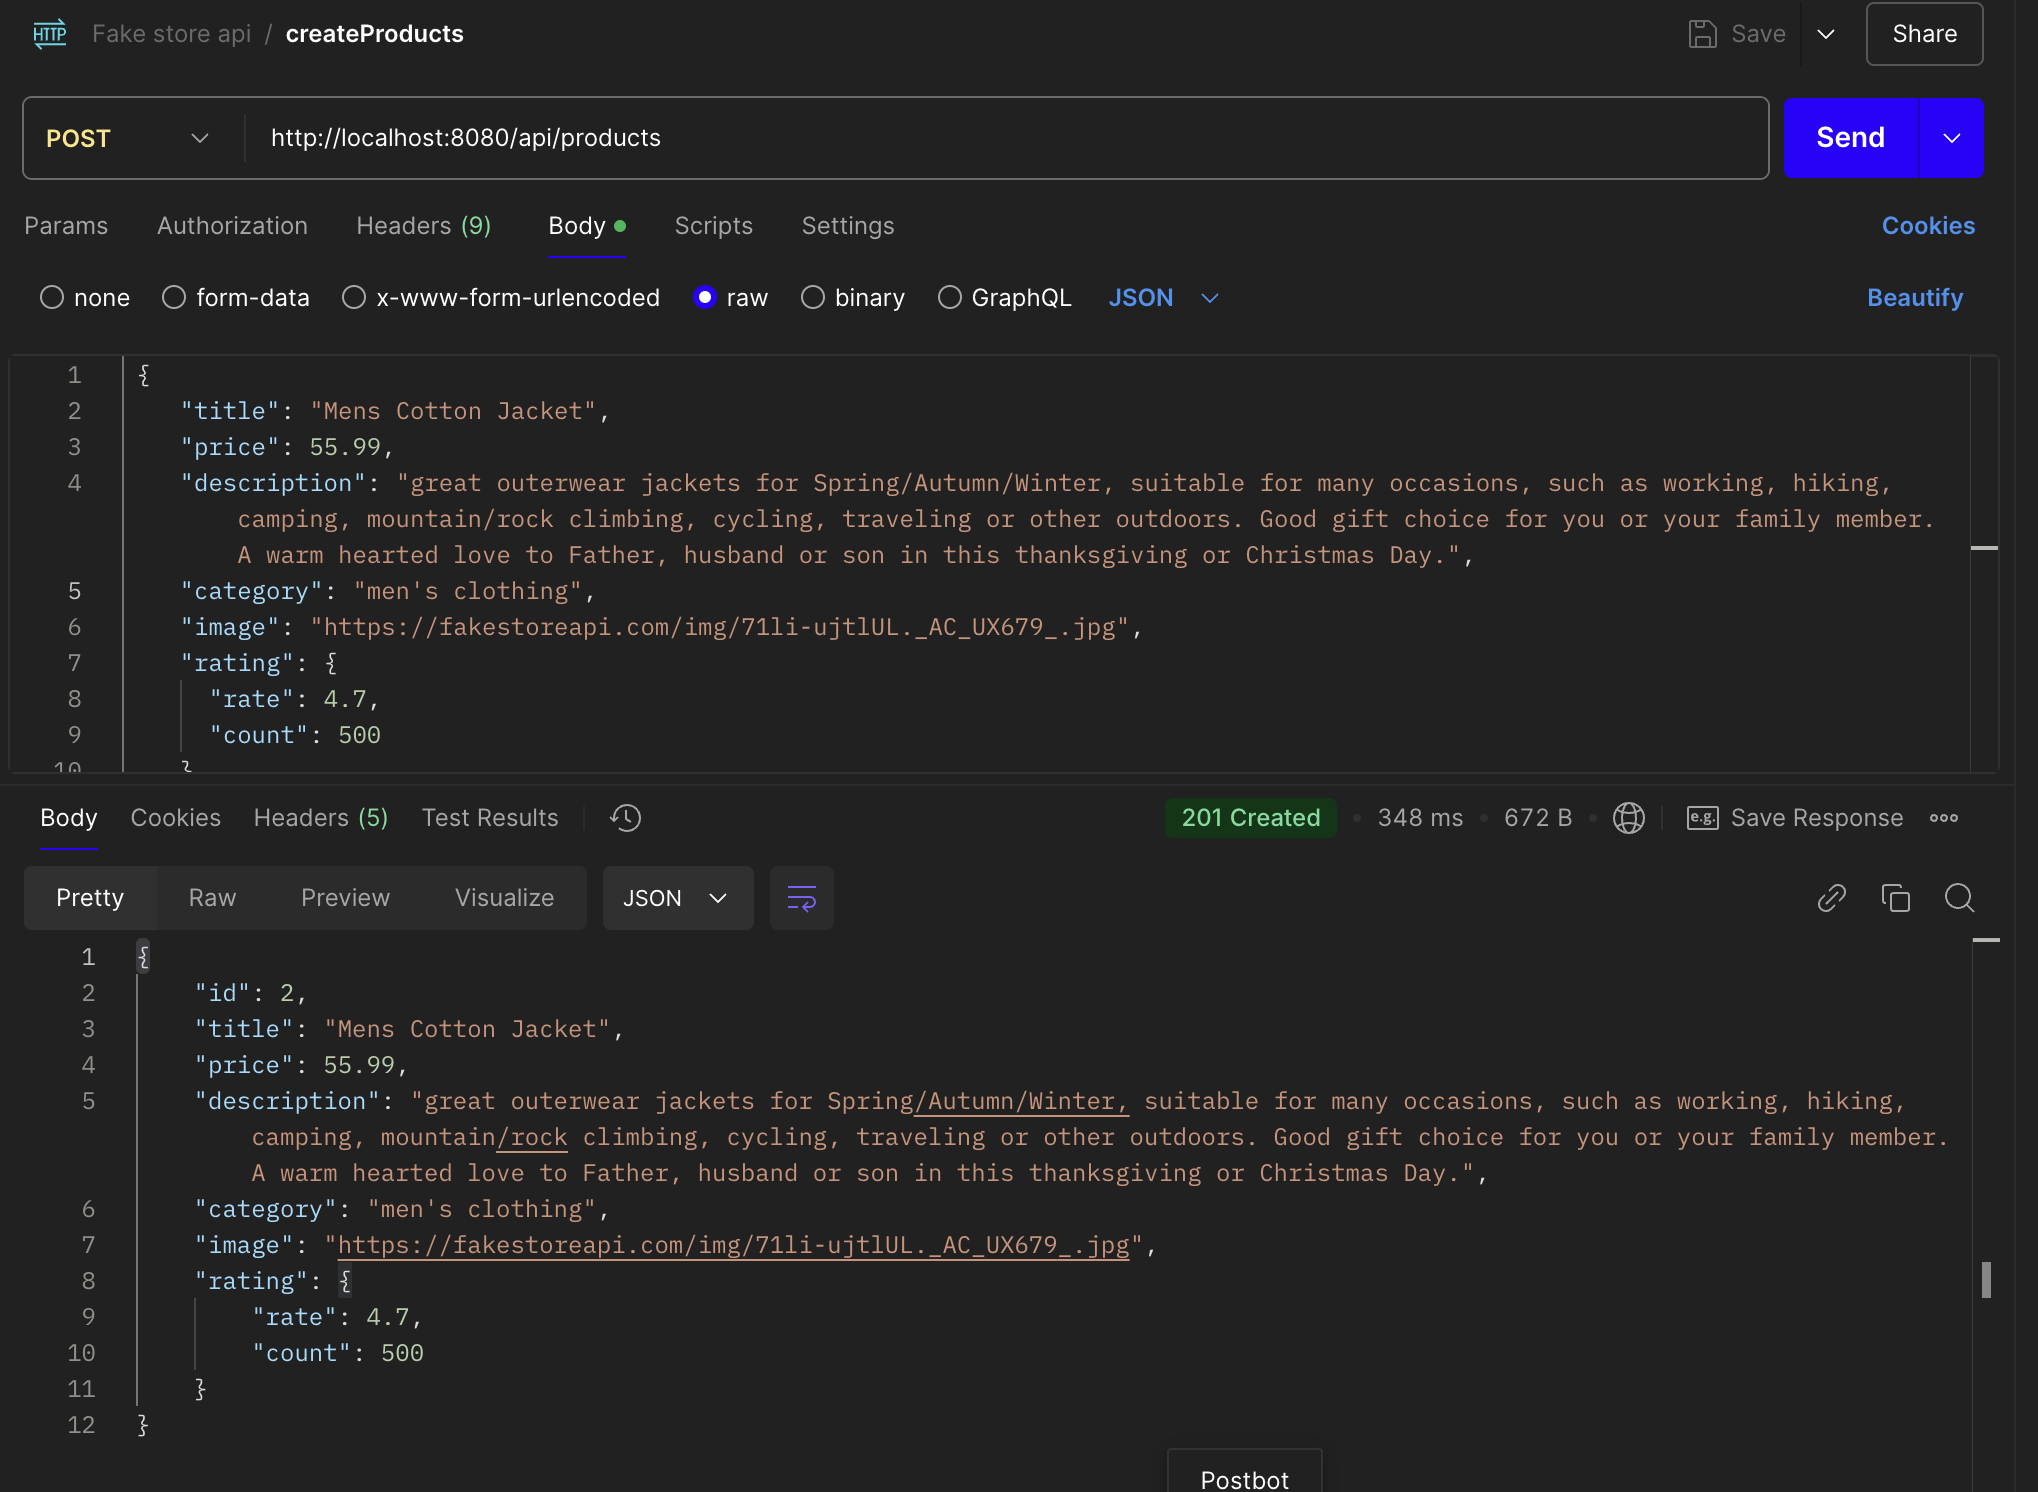 HTTP Fake store api / createProducts Save Share
POST http://localhost:8080/api/products Send
Params Authorization Headers (9) Body Scripts Settings Cookies
none form-data x-www-form-urlencoded raw binary GraphQL JSON Beautify
1 {
2 "title": "Mens Cotton Jacket",
3 "price": 55.99,
4 "description": "great outerwear jackets for Spring/Autumn/Winter, suitable for many occasions, such as working, hiking,
camping, mountain/rock climbing, cycling, traveling or other outdoors. Good gift choice for you or your family member.
A warm hearted love to Father, husband or son in this thanksgiving or Christmas Day.",
5 "category": "men's clothing",
6 "image": "https://fakestoreapi.com/img/71li-ujtlUL._AC_UX679_.jpg",
7 "rating": {
8 "rate": 4.7,
9 "count": 500
10 }
Body Cookies Headers (5) Test Results 201 Created • 348 ms • 672 B • e.g. Save Response
Pretty Raw Preview Visualize JSON
1 {
2 "id": 2,
3 "title": "Mens Cotton Jacket",
4 "price": 55.99,
5 "description": "great outerwear jackets for Spring/Autumn/Winter, suitable for many occasions, such as working, hiking,
camping, mountain/rock climbing, cycling, traveling or other outdoors. Good gift choice for you or your family member.
A warm hearted love to Father, husband or son in this thanksgiving or Christmas Day.",
6 "category": "men's clothing",
7 "image": "https://fakestoreapi.com/img/71li-ujtlUL._AC_UX679_.jpg",
8 "rating": {
9 "rate": 4.7,
10 "count": 500
11 }
12 }
Postbot